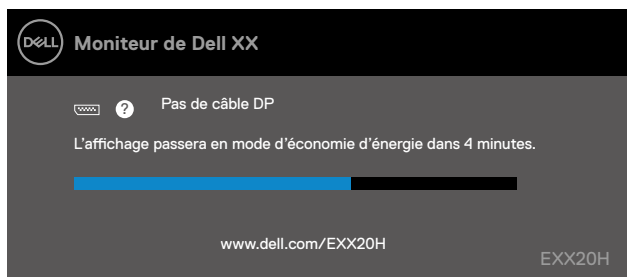 DELL Moniteur de Dell XX
? Pas de câble DP
L'affichage passera en mode d'économie d'énergie dans 4 minutes.
www.dell.com/EXX20H
EXX20H